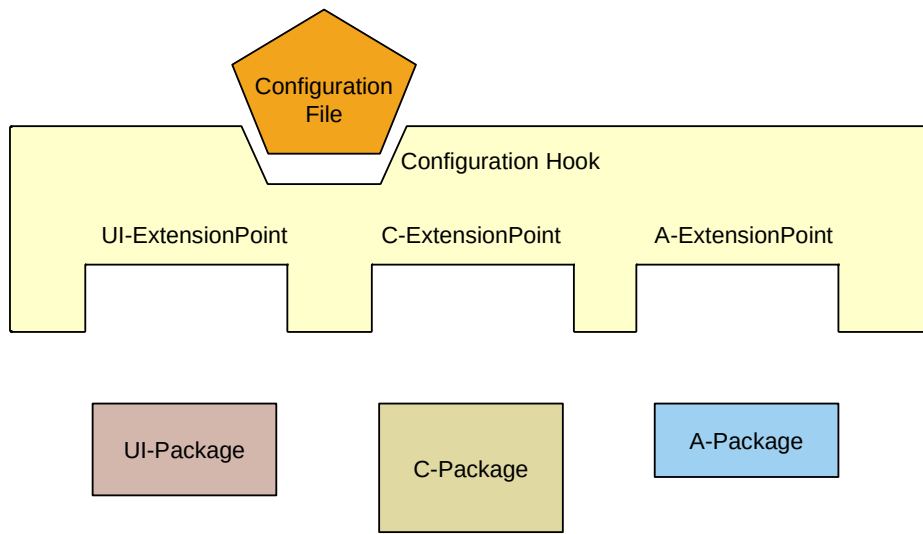 Configuration
File
Configuration Hook
UI-ExtensionPoint
C-ExtensionPoint
A-ExtensionPoint
UI-Package
C-Package
A-Package